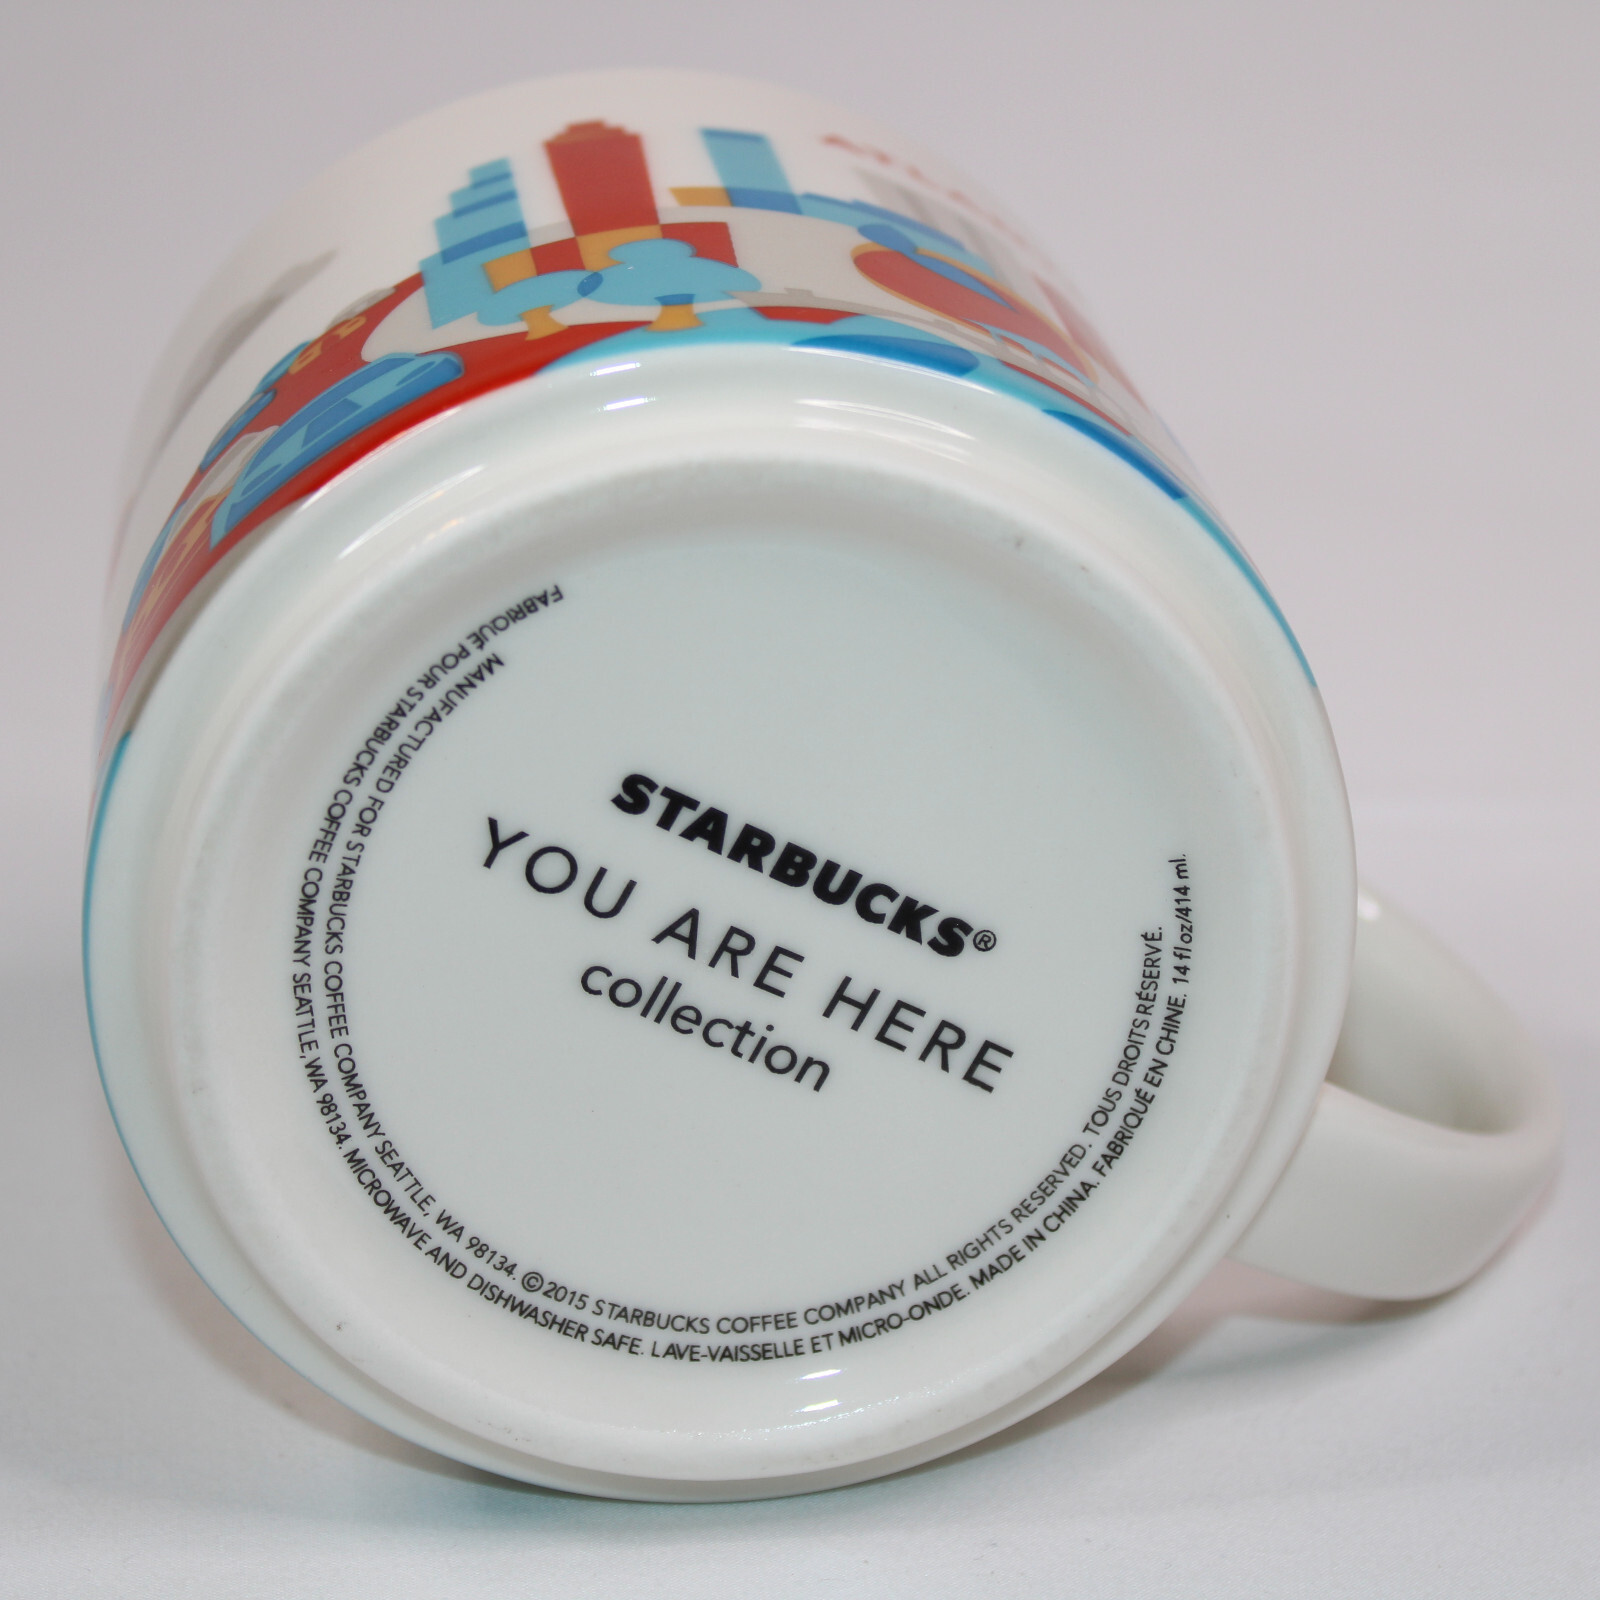 STARBUCKS®
YOU ARE HERE
collection
MANUFACTURED FOR STARBUCKS COFFEE COMPANY SEATTLE, WA 98134. ©2015 STARBUCKS COFFEE COMPANY ALL RIGHTS RESERVED. TOUS DROITS RÉSERVÉ.
FABRIQUÉ POUR STARBUCKS COFFEE COMPANY SEATTLE, WA 98134. MICROWAVE AND DISHWASHER SAFE. LAVE-VAISSELLE ET MICRO-ONDE. MADE IN CHINA. FABRIQUÉ EN CHINE. 14 fl oz/414 ml.